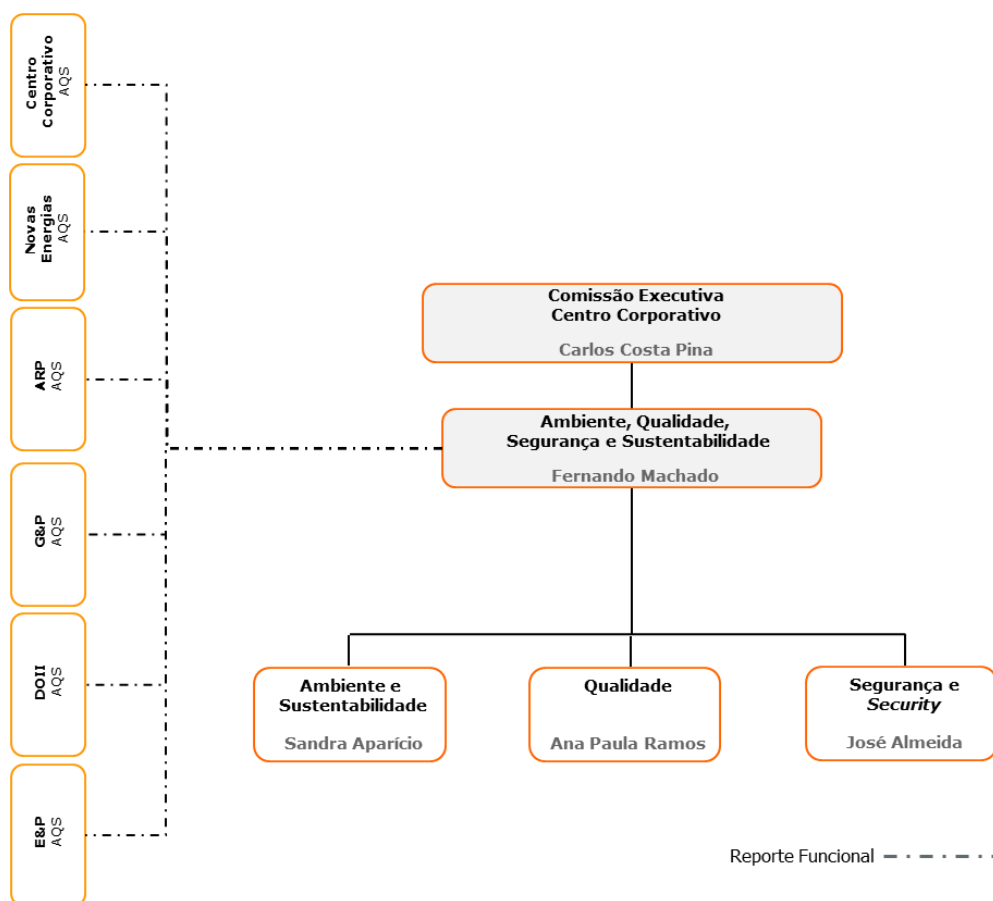 Centro
Corporativo
AQS
Novas
Energias
AQS
ARP
AQS
G&P
AQS
DOII
AQS
E&P
AQS
Comissão Executiva
Centro Corporativo
Carlos Costa Pina
Ambiente, Qualidade,
Segurança e Sustentabilidade
Fernando Machado
Ambiente e
Sustentabilidade
Sandra Aparício
Qualidade
Ana Paula Ramos
Segurança e
Security
José Almeida
Reporte Funcional